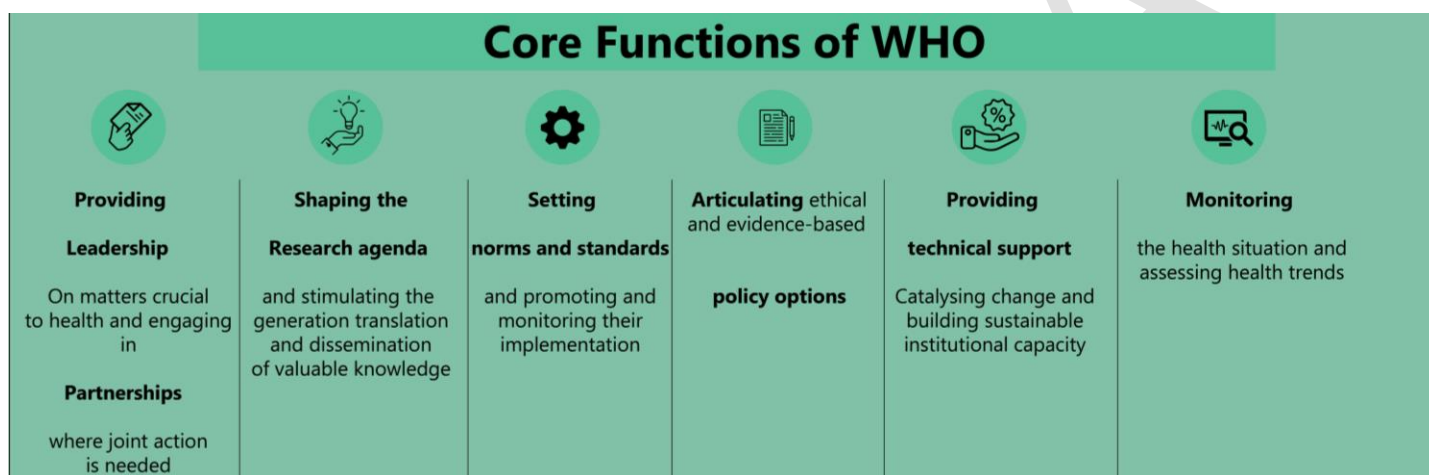 Core Functions of WHO
Providing
Leadership
On matters crucial
to health and engaging
in
Partnerships
where joint action
is needed
Shaping the
Research agenda
and stimulating the
generation translation
and dissemination
of valuable knowledge
Setting
norms and standards
and promoting and
monitoring their
implementation
Articulating ethical
and evidence-based
policy options
%
Providing
technical support
Catalysing change and
building sustainable
institutional capacity
Monitoring
the health situation and
assessing health trends